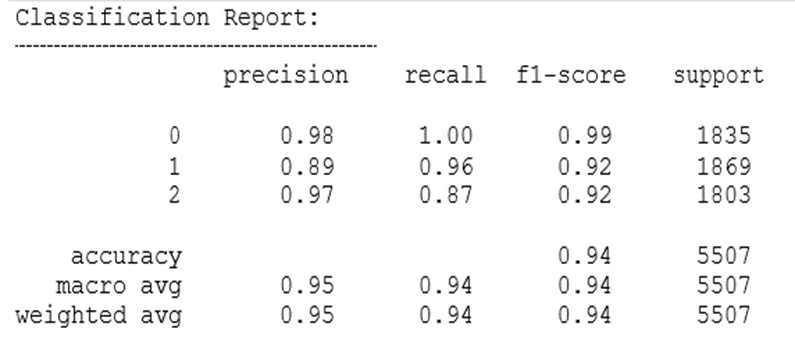 Classification Report:
------------------------------------------------------------
precision recall f1-score support
0 0.98 1.00 0.99 1835
1 0.89 0.96 0.92 1869
2 0.97 0.87 0.92 1803
accuracy 0.94 5507
macro avg 0.95 0.94 0.94 5507
weighted avg 0.95 0.94 0.94 5507